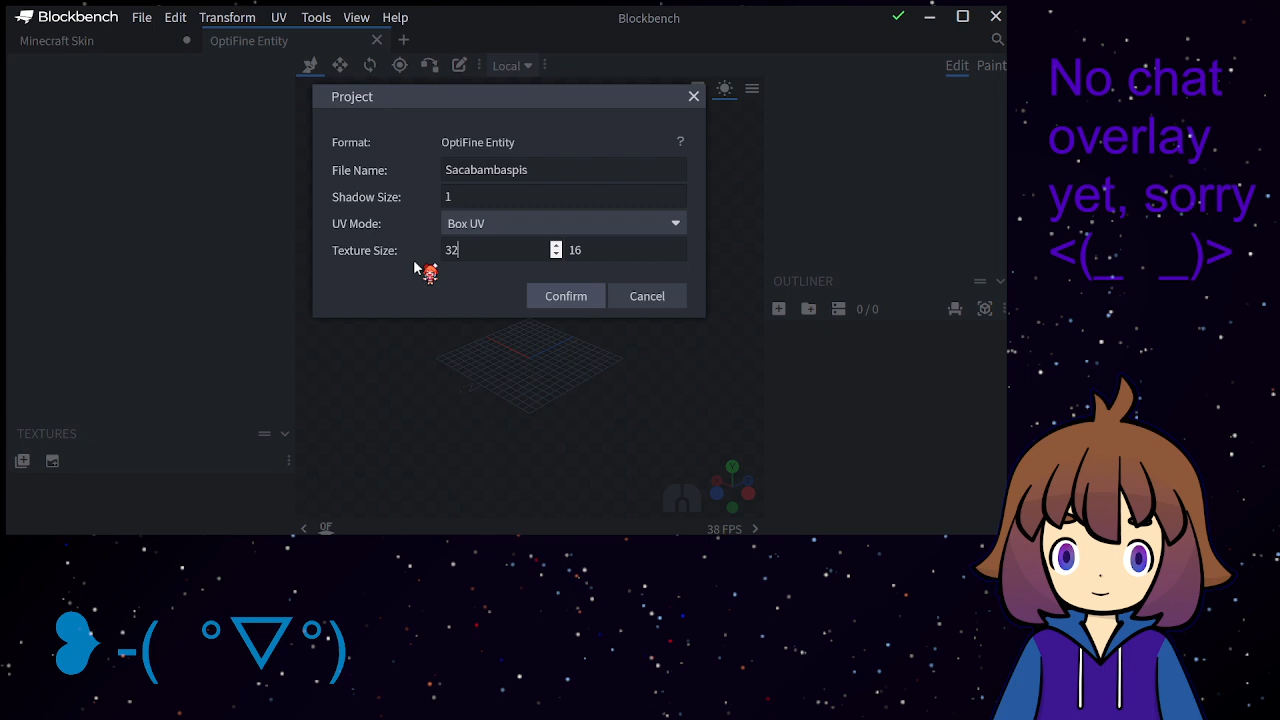 Blockbench File Edit Transform UV Tools View Help Blockbench
Minecraft Skin OptiFine Entity
Local Edit Paint
Project
Format: OptiFine Entity ?
File Name: Sacabambaspis
Shadow Size: 1
UV Mode: Box UV
Texture Size: 32 16
Confirm Cancel
OUTLINER
0 / 0
TEXTURES
X Y Z
0F 38 FPS
No chat
overlay
yet, sorry
<(_ _)>
❥-( °▽°)